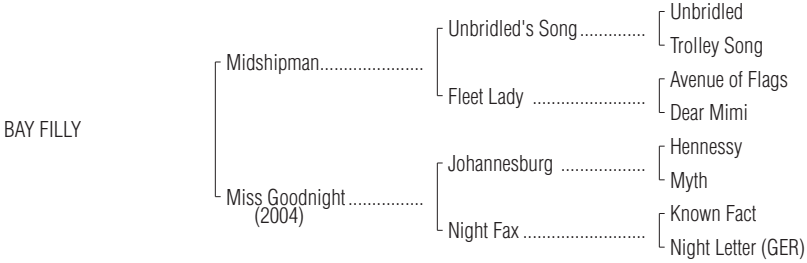 Unbridled
Unbridled's Song..............
Trolley Song
Midshipman......................
Avenue of Flags
Fleet Lady ........................
Dear Mimi
BAY FILLY
Hennessy
Johannesburg ..................
Myth
Miss Goodnight................
(2004)
Known Fact
Night Fax ..........................
Night Letter (GER)